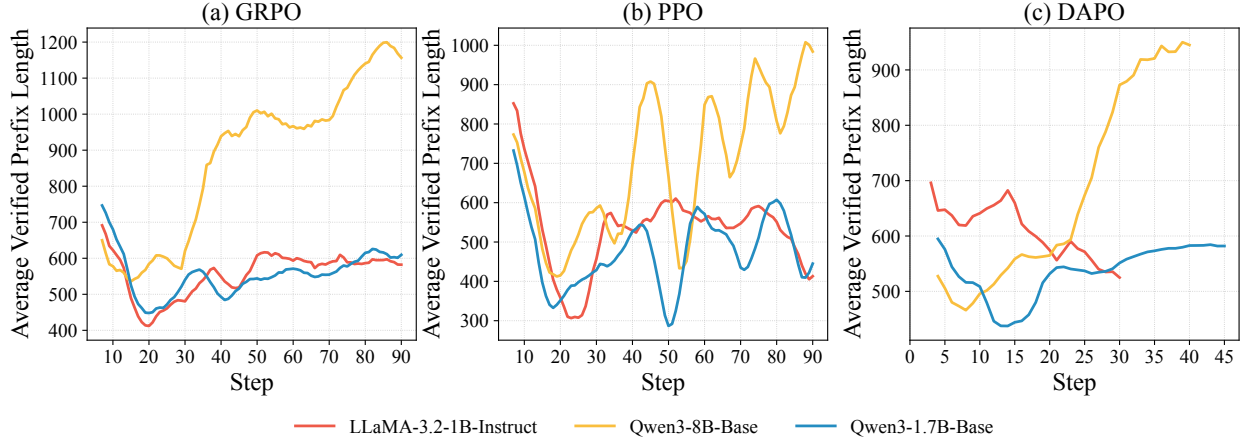 (a) GRPO
Average Verified Prefix Length
1200
1100
1000
900
800
700
600
500
400
10 20 30 40 50 60 70 80 90
Step
(b) PPO
Average Verified Prefix Length
1000
900
800
700
600
500
400
300
10 20 30 40 50 60 70 80 90
Step
(c) DAPO
Average Verified Prefix Length
900
800
700
600
500
0 5 10 15 20 25 30 35 40 45
Step
LLaMA-3.2-1B-Instruct Qwen3-8B-Base Qwen3-1.7B-Base